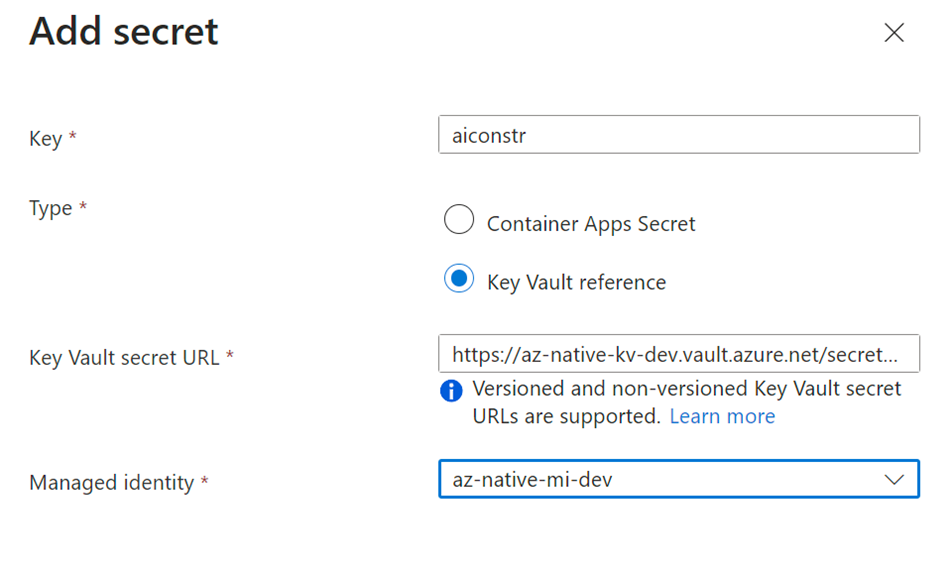 Add secret
Key *
aiconstr
Type *
Container Apps Secret
Key Vault reference
Key Vault secret URL *
https://az-native-kv-dev.vault.azure.net/secret...
Versioned and non-versioned Key Vault secret
URLs are supported. Learn more
Managed identity *
az-native-mi-dev